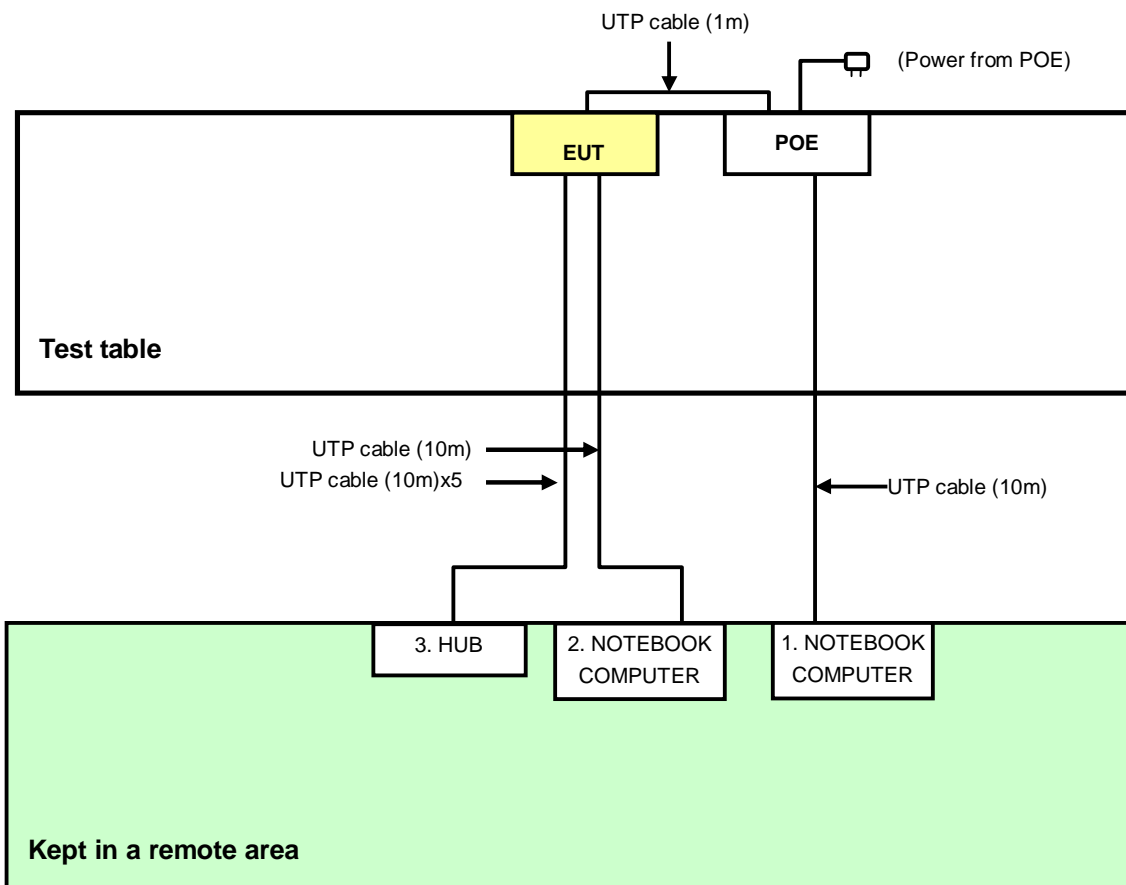 UTP cable (1m)
(Power from POE)
EUT
POE
Test table
UTP cable (10m)
UTP cable (10m)x5
UTP cable (10m)
3. HUB
2. NOTEBOOK
COMPUTER
1. NOTEBOOK
COMPUTER
Kept in a remote area